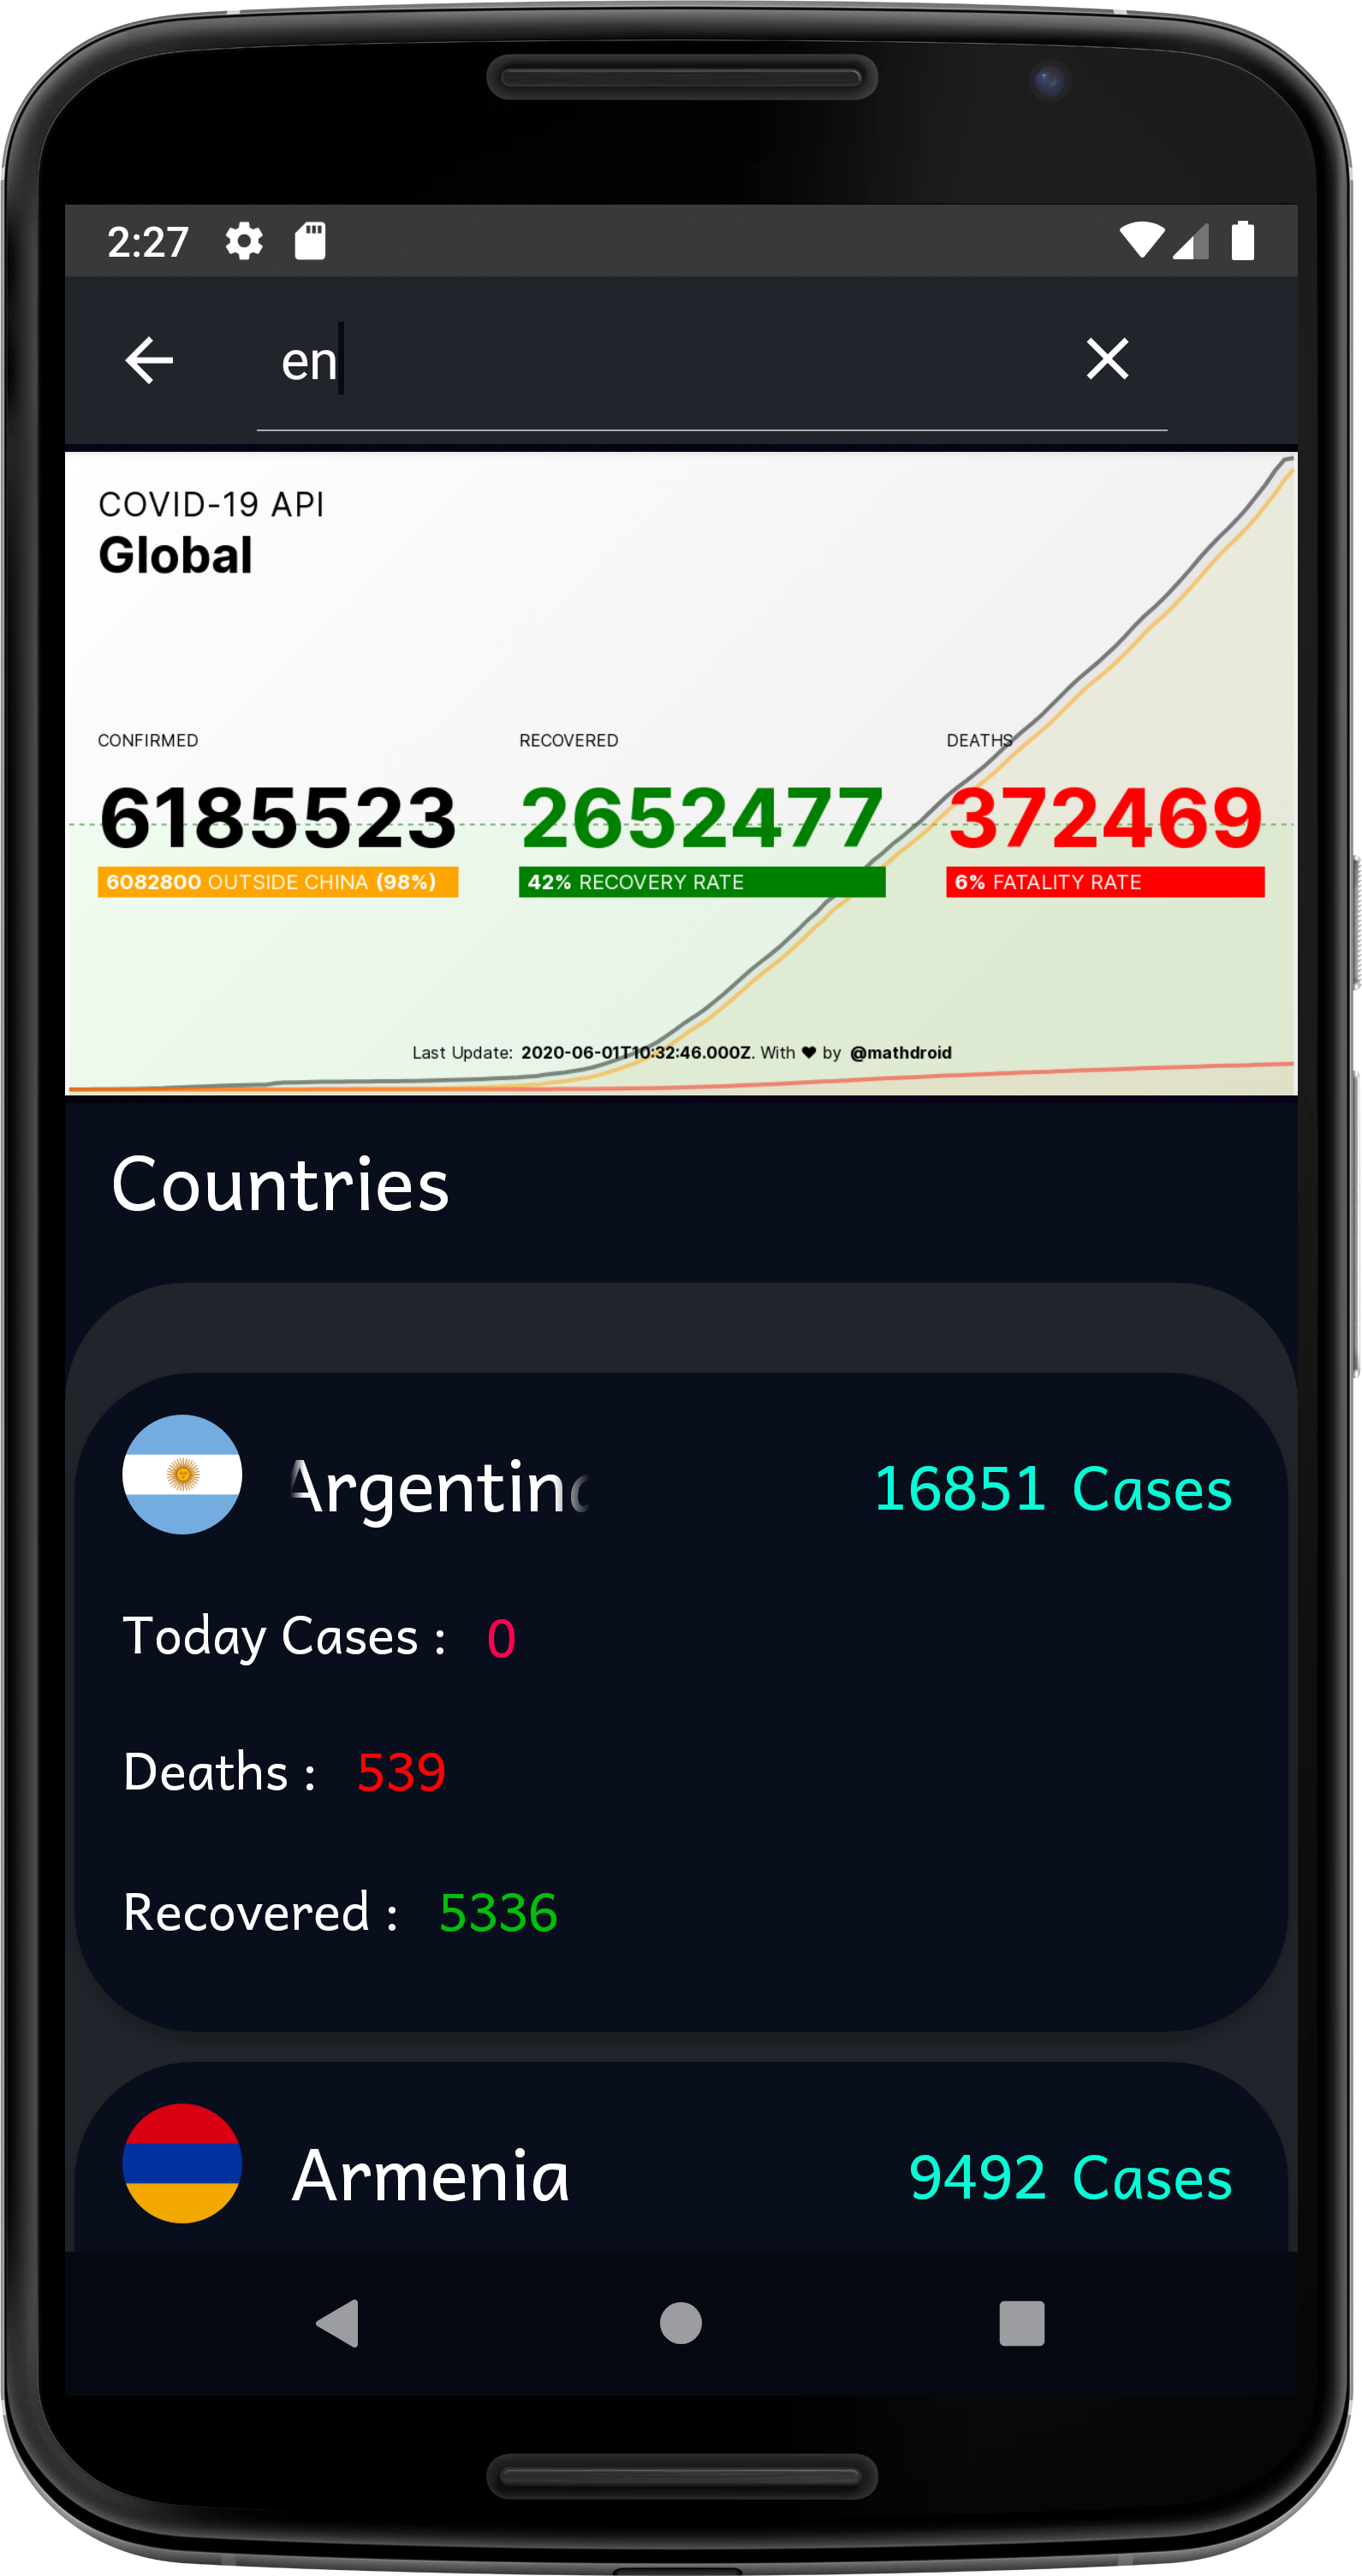 2:27
en
COVID-19 API
Global
CONFIRMED RECOVERED DEATHS
6185523 2652477 372469
6082800 OUTSIDE CHINA (98%) 42% RECOVERY RATE 6% FATALITY RATE
Last Update: 2020-06-01T10:32:46.000Z. With ♥ by @mathdroid
Countries
Argentina 16851 Cases
Today Cases : 0
Deaths : 539
Recovered : 5336
Armenia 9492 Cases